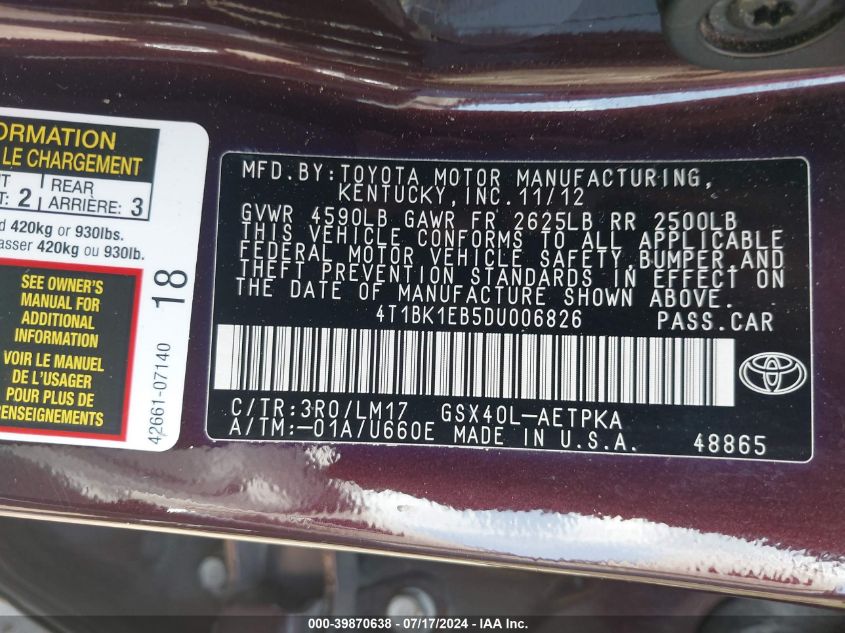 ORMATION
LE CHARGEMENT
NT
T: 2
REAR
ARRIÈRE: 3
d 420kg or 930lbs.
asser 420kg ou 930lb.
SEE OWNER'S
MANUAL FOR
ADDITIONAL
INFORMATION
VOIR LE MANUEL
DE L'USAGER
POUR PLUS DE
RENSEIGNEMENTS
42661-07140 18
MFD.BY:TOYOTA MOTOR MANUFACTURING,
KENTUCKY,INC.11/12
GVWR 4590LB GAWR FR 2625LB RR 2500LB
THIS VEHICLE CONFORMS TO ALL APPLICABLE
FEDERAL MOTOR VEHICLE SAFETY,BUMPER AND
THEFT PREVENTION STANDARDS IN EFFECT ON
THE DATE OF MANUFACTURE SHOWN ABOVE.
4T1BK1EB5DU006826 PASS.CAR
C/TR:3R0/LM17 GSX40L-AETPKA
A/TM:-01A/U660E MADE IN U.S.A. 48865
TOYOTA
000-39870638 - 07/17/2024 - IAA Inc.